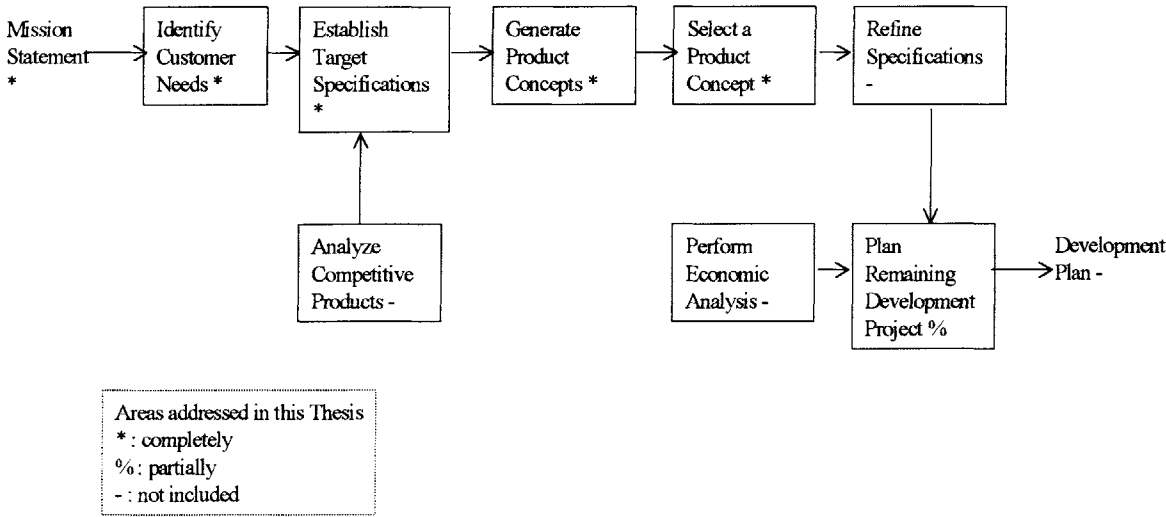 Mission
Statement
*
Identify
Customer
Needs *
Establish
Target
Specifications
*
Generate
Product
Concepts *
Select a
Product
Concept *
Refine
Specifications
-
Analyze
Competitive
Products -
Perform
Economic
Analysis -
Plan
Remaining
Development
Project %
Development
Plan -
Areas addressed in this Thesis
* : completely
% : partially
- : not included